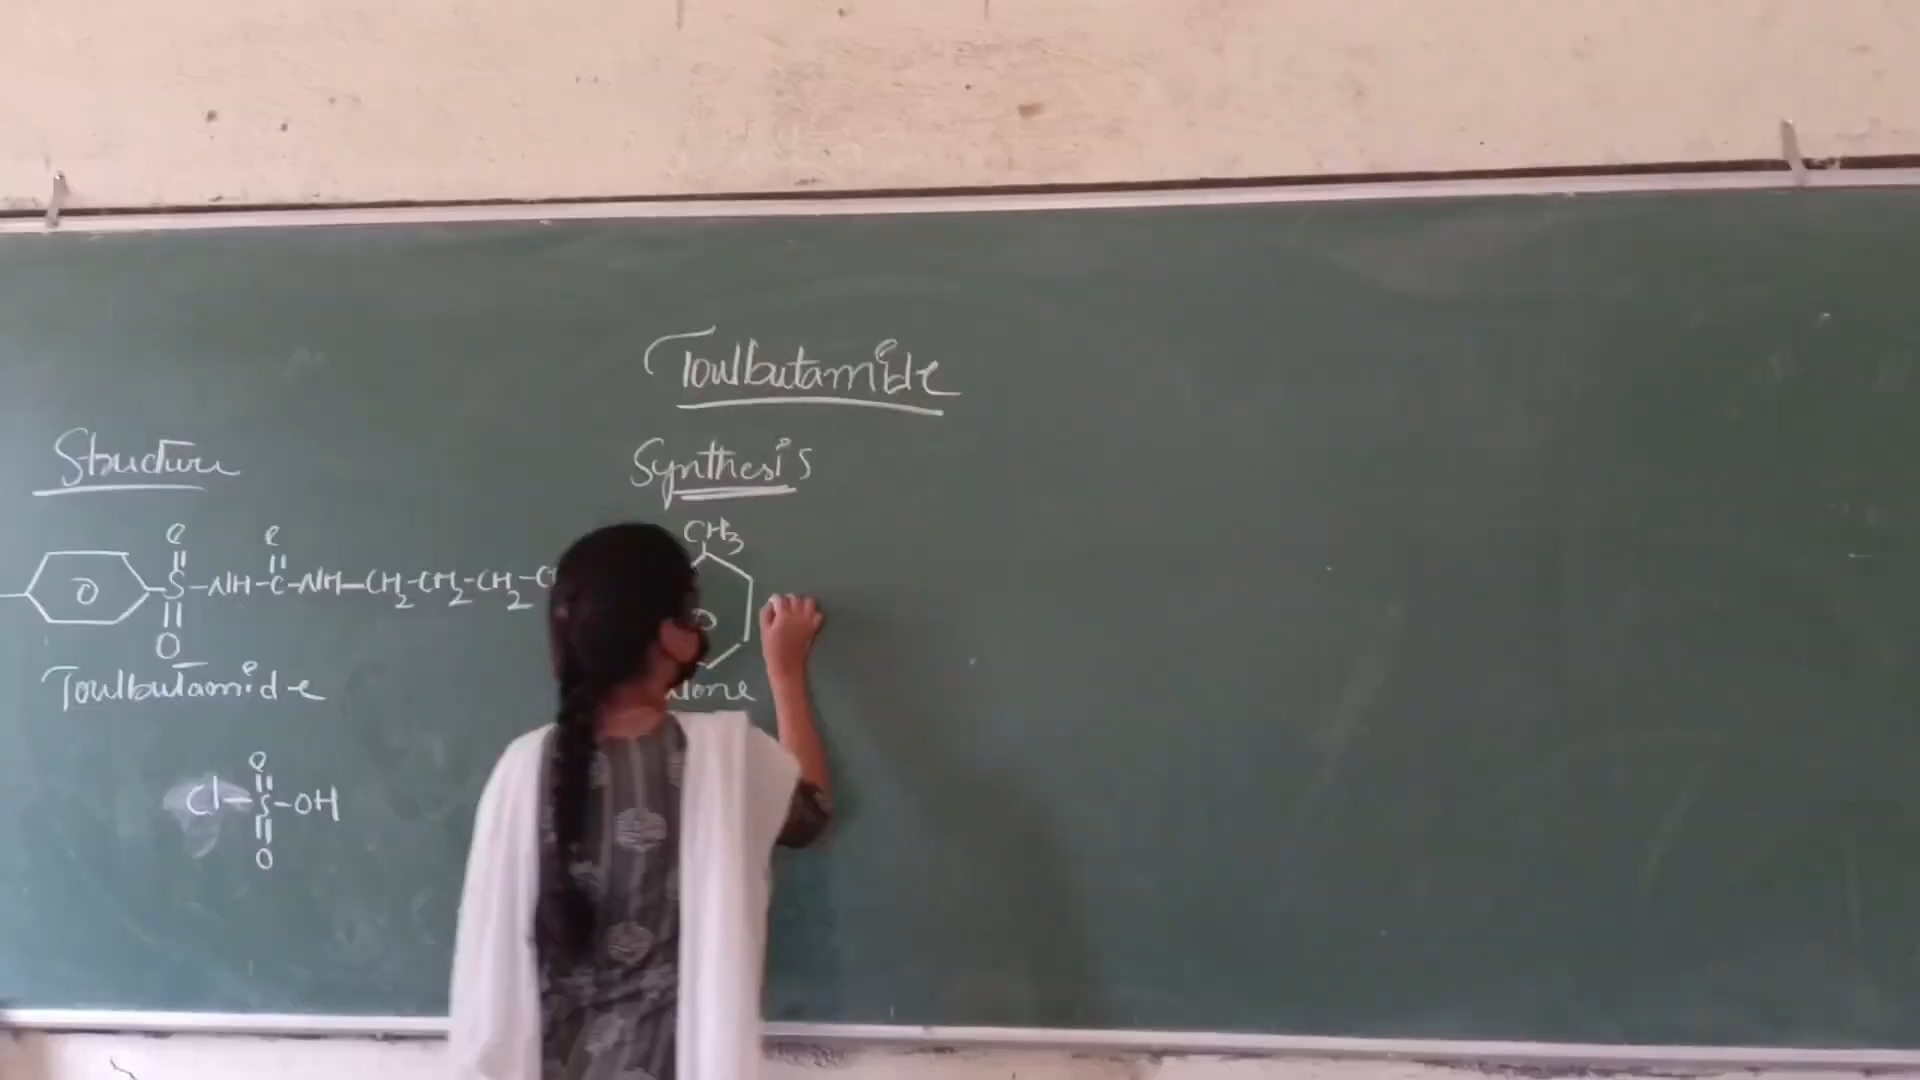 Toulbutamide
Structure
Synthesis
O O
S-NH-C-NH-CH2-CH2-CH2-C
O
Toulbutamide
CH3
O
Cl-S-OH
O